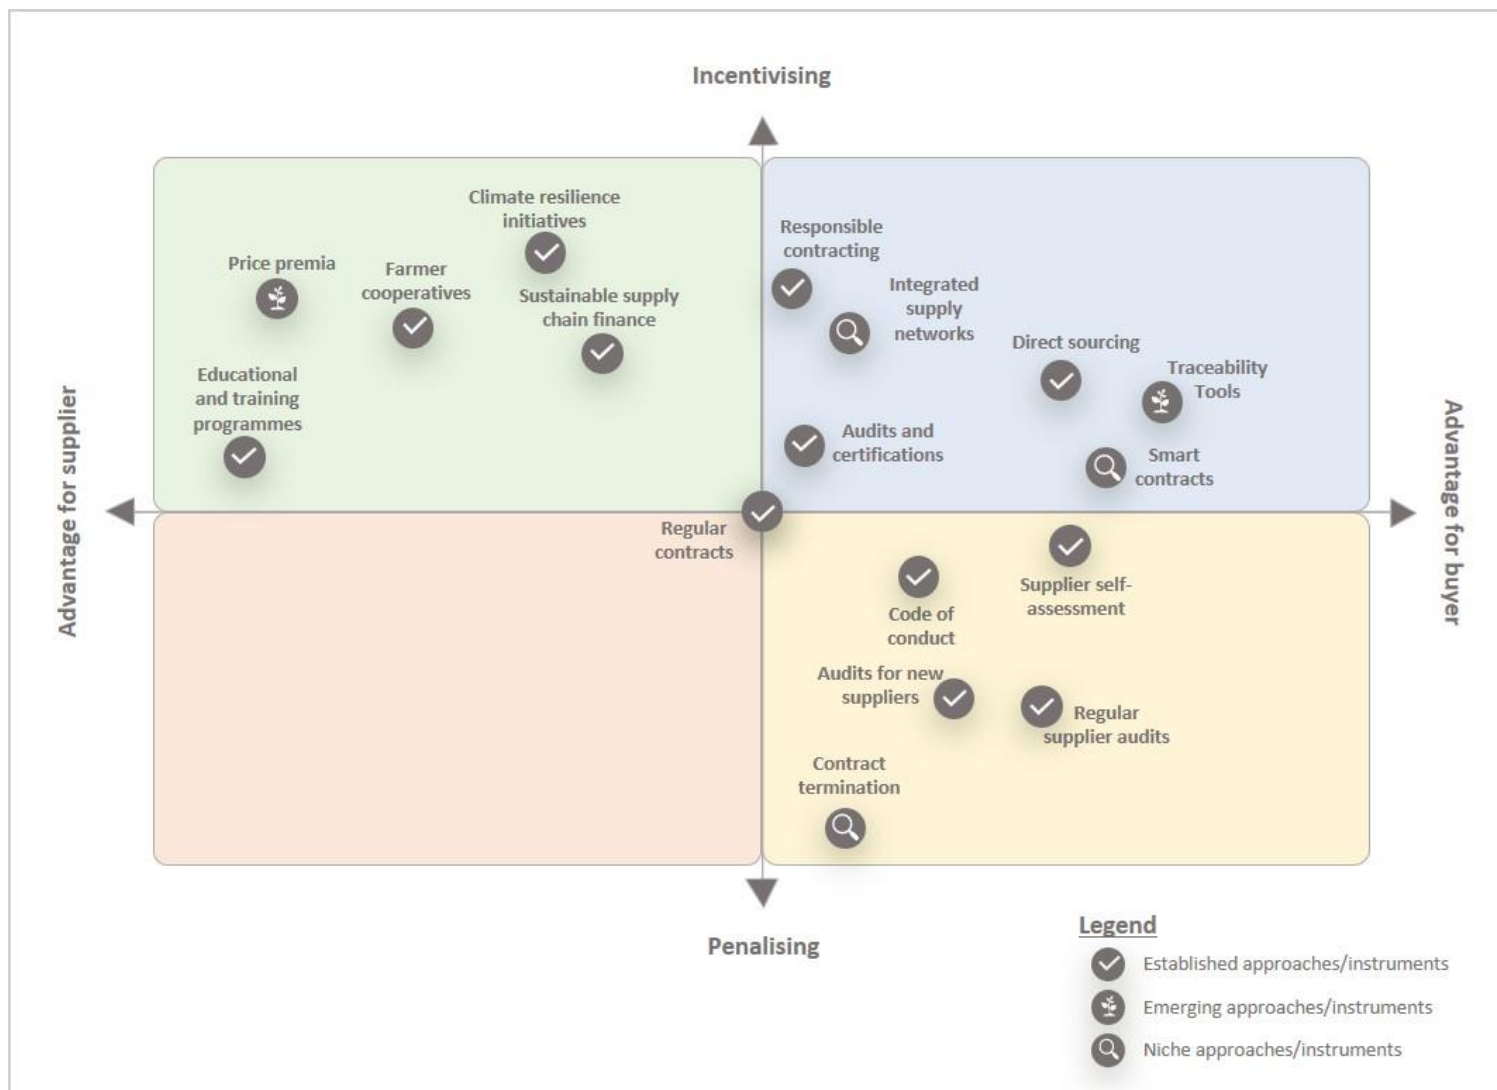 Incentivising
Climate resilience
initiatives
Price premia
Farmer
cooperatives
Sustainable supply
chain finance
Educational
and training
programmes
Responsible
contracting
Integrated
supply
networks
Direct sourcing
Traceability
Tools
Audits and
certifications
Smart
contracts
Advantage for supplier
Advantage for buyer
Regular
contracts
Supplier self-
assessment
Code of
conduct
Audits for new
suppliers
Regular
supplier audits
Contract
termination
Penalising
Legend
Established approaches/instruments
Emerging approaches/instruments
Niche approaches/instruments